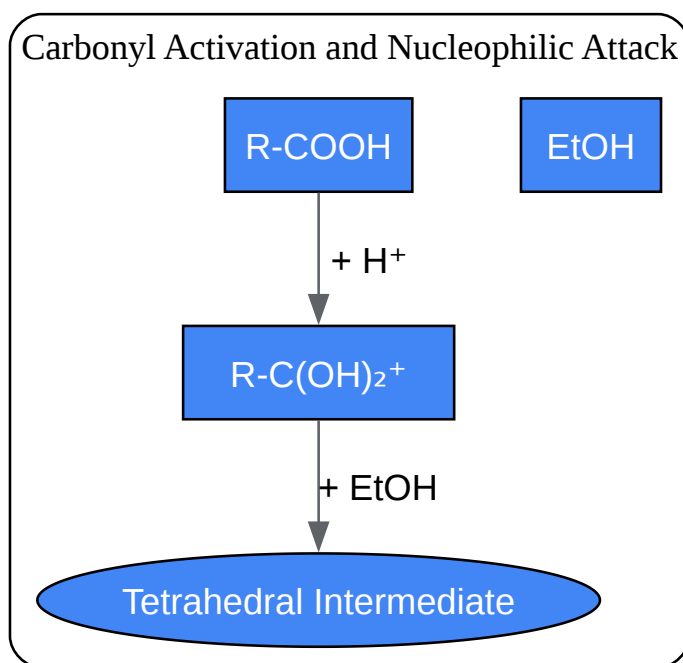 Carbonyl Activation and Nucleophilic Attack
R-COOH
EtOH
+ H⁺
R-C(OH)₂⁺
+ EtOH
Tetrahedral Intermediate